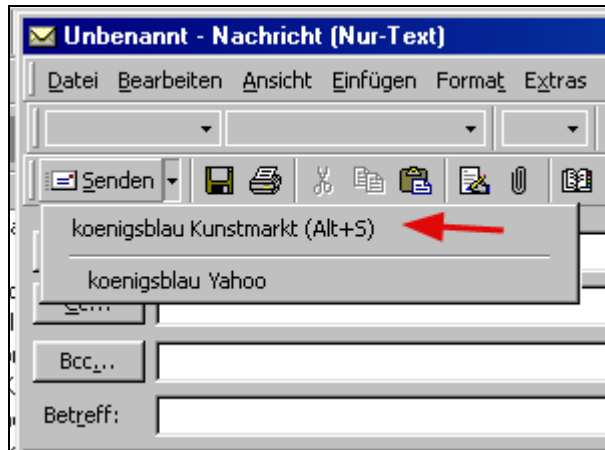 Unbenannt - Nachricht (Nur-Text)
Datei Bearbeiten Ansicht Einfügen Format Extras
Senden
koenigsblau Kunstmarkt (Alt+S)
koenigsblau Yahoo
Bcc...
Betreff: